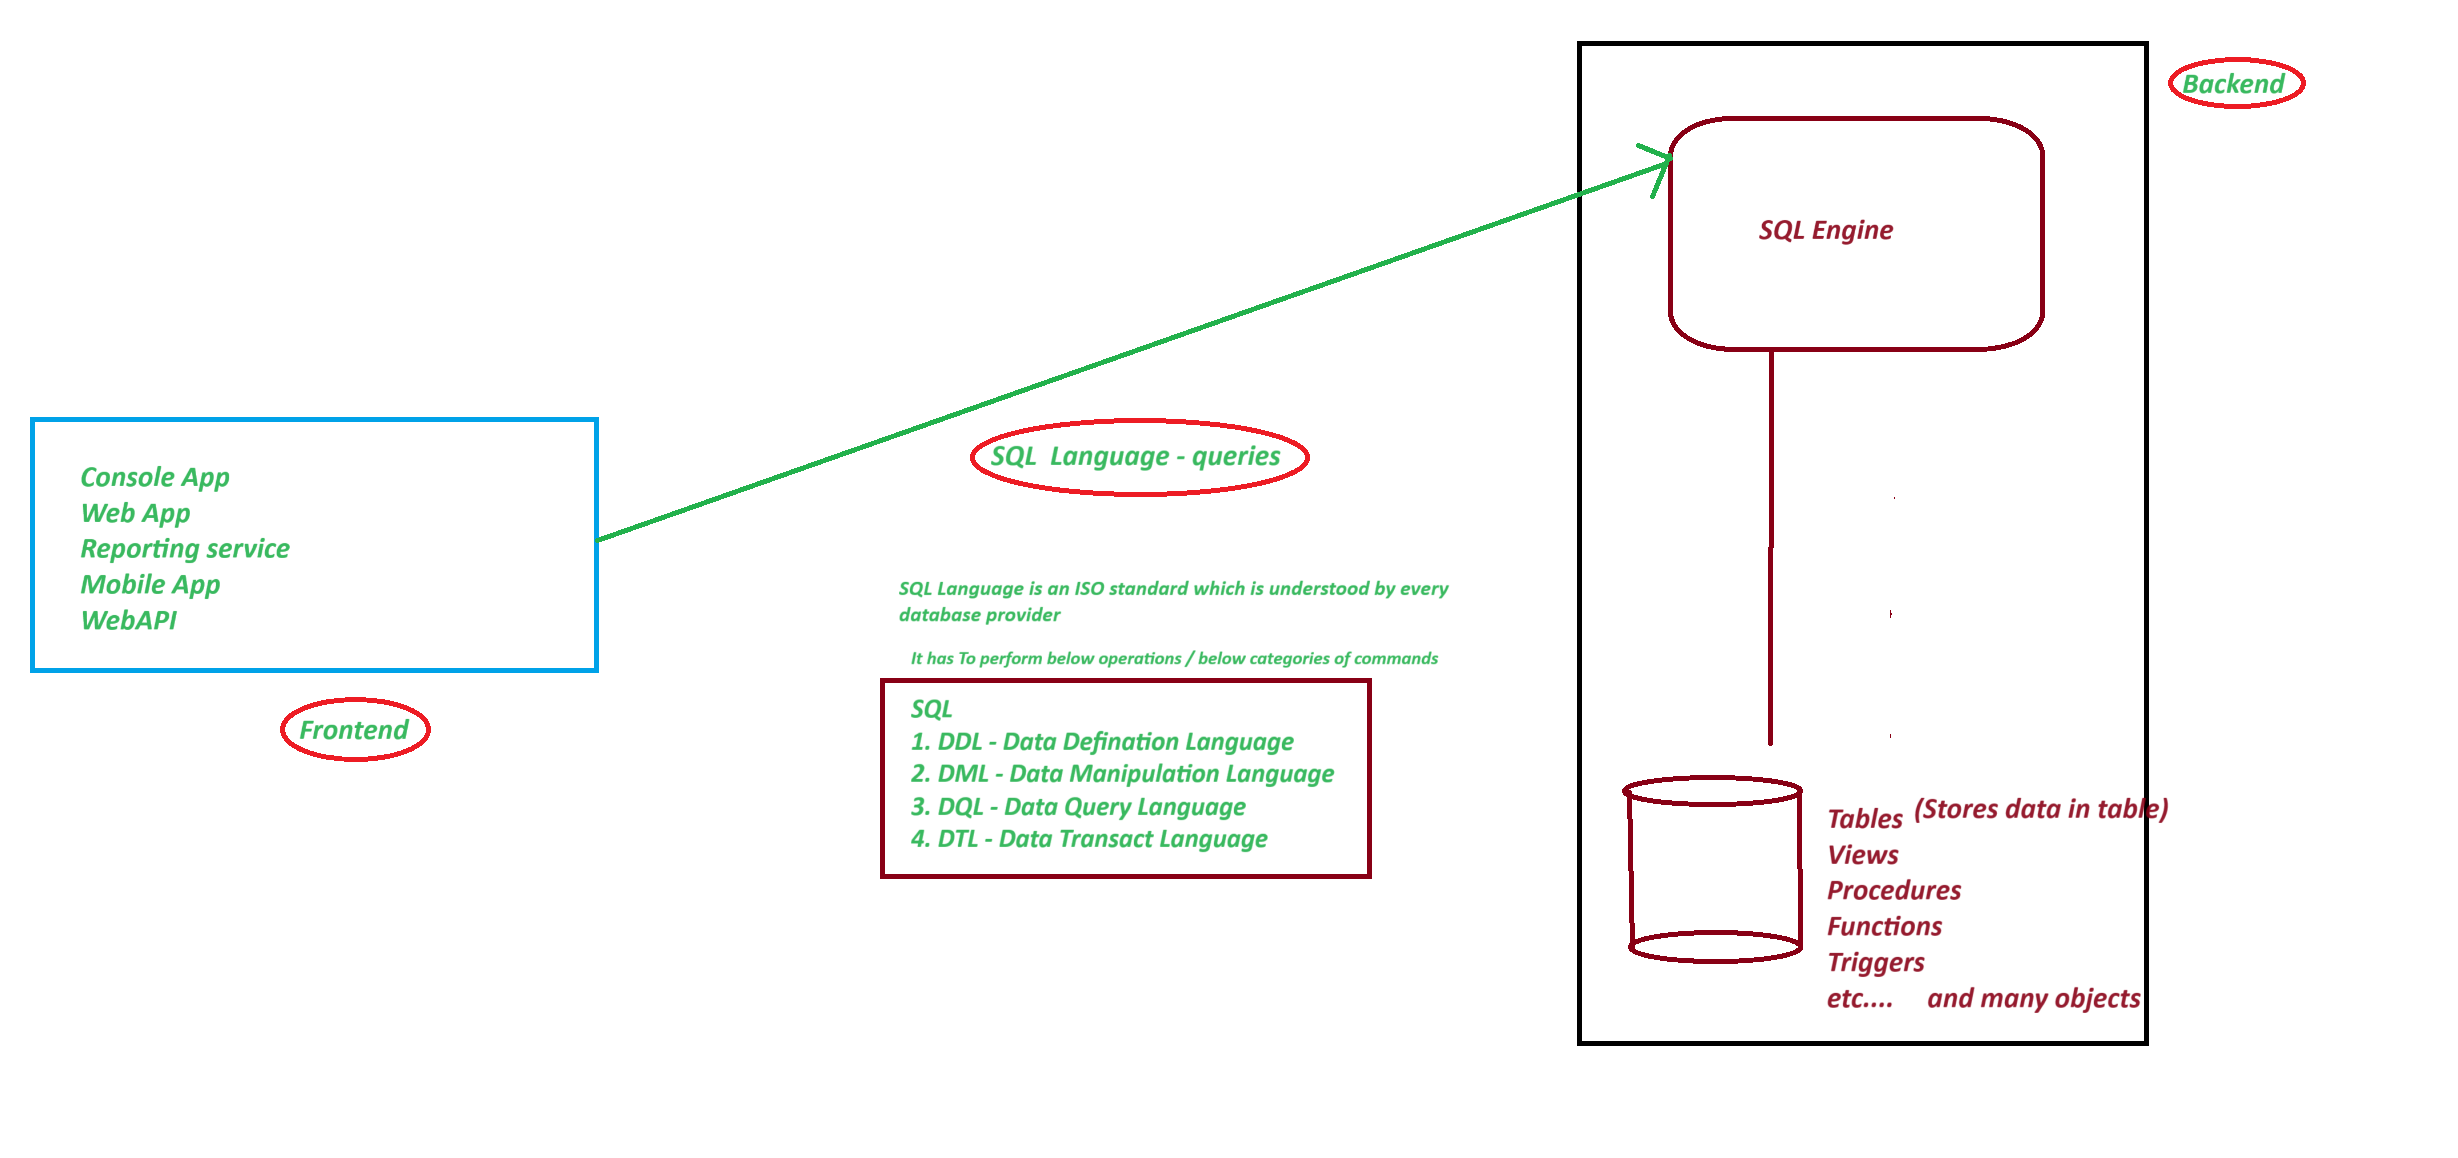 Backend
SQL Engine
SQL  Language - queries
Console App
Web App
Reporting service
Mobile App
WebAPI
Frontend
SQL Language is an ISO standard which is understood by every
database provider
It has To perform below operations / below categories of commands
SQL
1. DDL - Data Defination Language
2. DML - Data Manipulation Language
3. DQL - Data Query Language
4. DTL - Data Transact Language
Tables (Stores data in table)
Views
Procedures
Functions
Triggers
etc....    and many objects